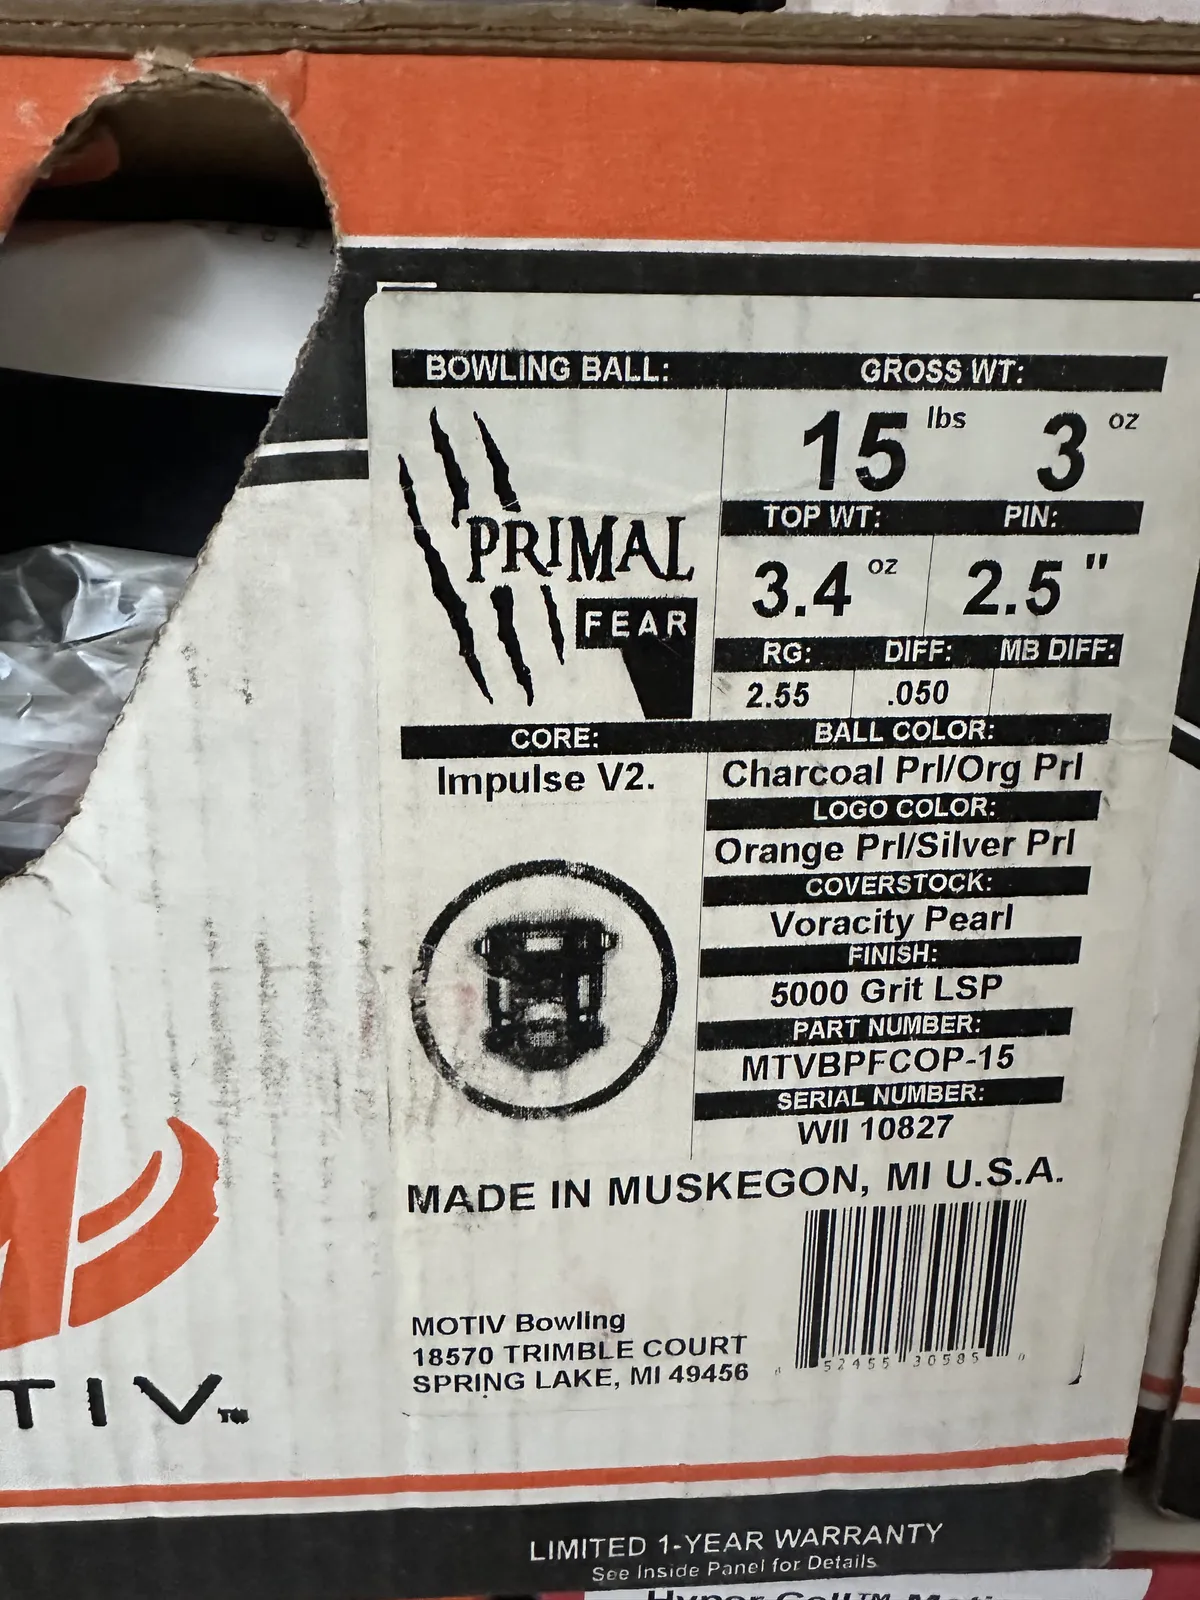 BOWLING BALL: GROSS WT:
PRIMAL
FEAR
15 lbs 3 oz
TOP WT: PIN:
3.4 oz 2.5"
RG: DIFF: MB DIFF:
2.55 .050
CORE:
Impulse V2.
BALL COLOR:
Charcoal Prl/Org Prl
LOGO COLOR:
Orange Prl/Silver Prl
COVERSTOCK:
Voracity Pearl
FINISH:
5000 Grit LSP
PART NUMBER:
MTVBPFCOP-15
SERIAL NUMBER:
WII 10827
MADE IN MUSKEGON, MI U.S.A.
MOTIV Bowling
18570 TRIMBLE COURT
SPRING LAKE, MI 49456
52455 30585 0
TIV™
LIMITED 1-YEAR WARRANTY
See Inside Panel for Details